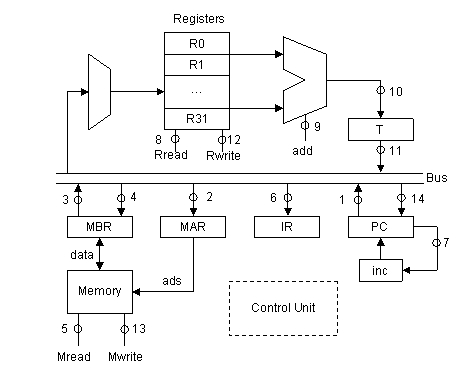 Registers
R0
R1
...
R31
9
10
T
8
12
add
11
Rread
Rwrite
Bus
3
4
2
6
1
14
MBR
MAR
IR
PC
7
data
inc
ads
Memory
Control Unit
5
13
Mread
Mwrite